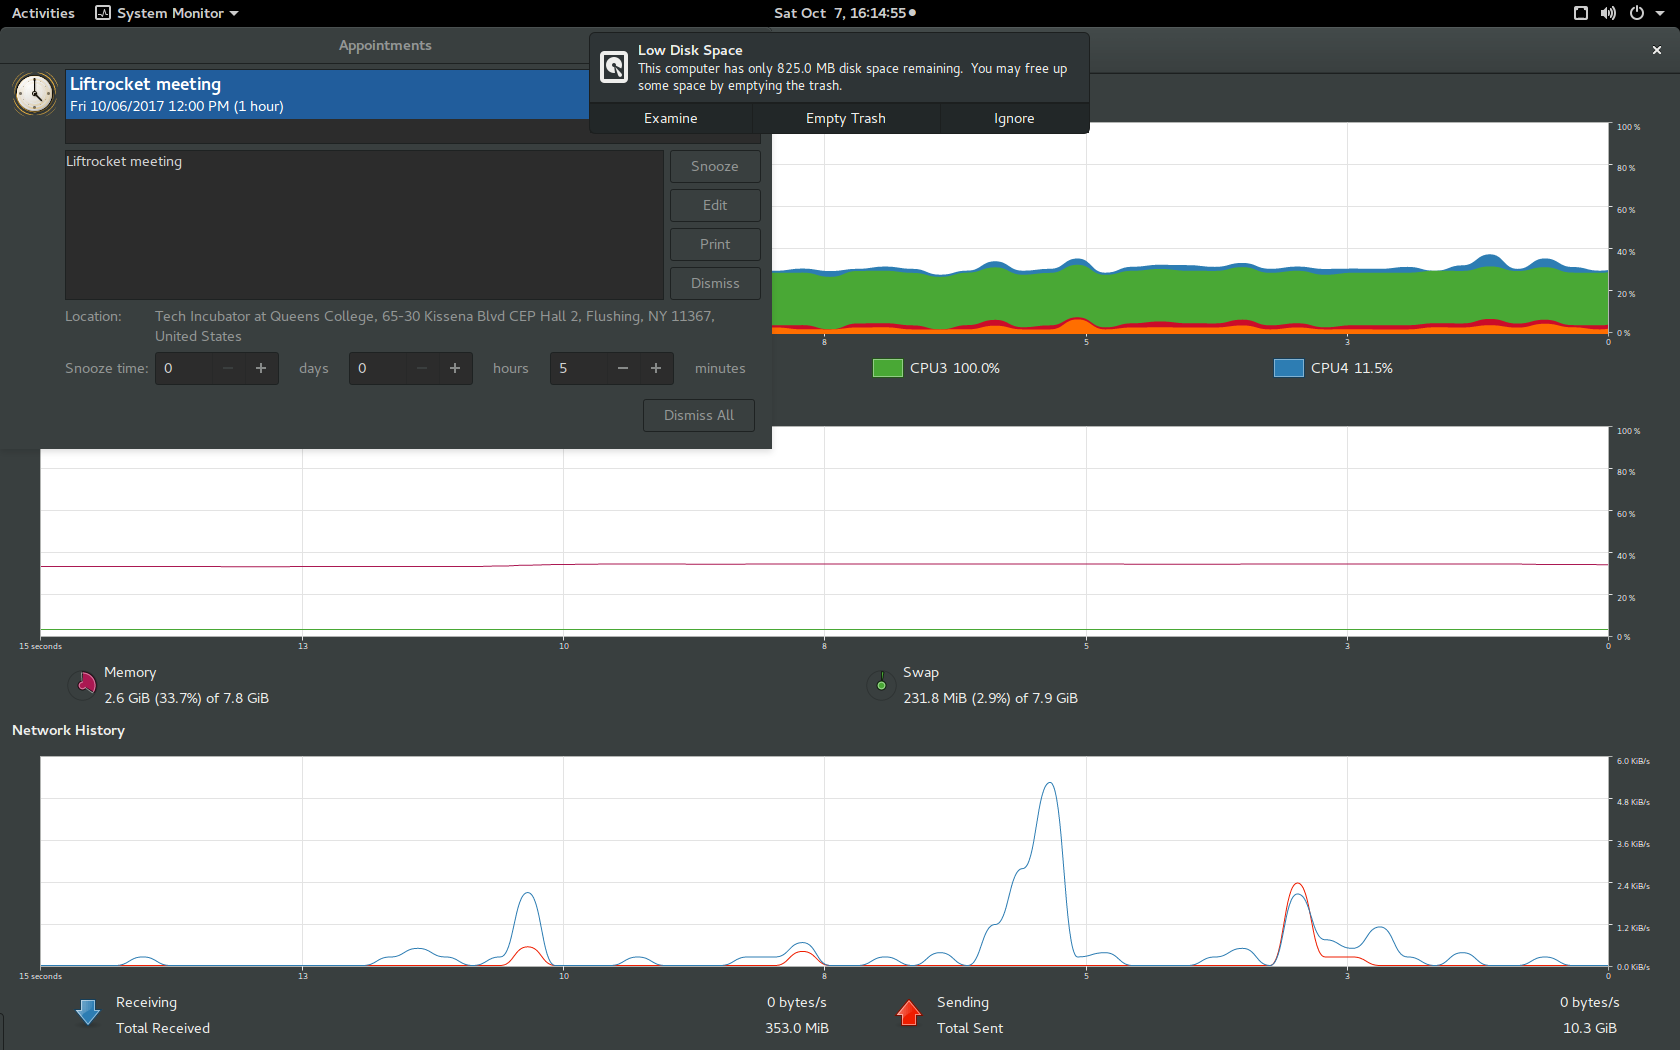 Activities System Monitor Sat Oct 7, 16:14:55
Appointments
Liftrocket meeting
Fri 10/06/2017 12:00 PM (1 hour)
Low Disk Space
This computer has only 825.0 MB disk space remaining. You may free up
some space by emptying the trash.
Examine Empty Trash Ignore
Liftrocket meeting
Snooze
Edit
Print
Dismiss
Location: Tech Incubator at Queens College, 65-30 Kissena Blvd CEP Hall 2, Flushing, NY 11367,
United States
Snooze time: 0 − + days 0 − + hours 5 − + minutes
Dismiss All
100 %
80 %
60 %
40 %
20 %
0 %
8 5 3 0
CPU3 100.0% CPU4 11.5%
100 %
80 %
60 %
40 %
20 %
0 %
15 seconds 13 10 8 5 3 0
Memory
2.6 GiB (33.7%) of 7.8 GiB
Swap
231.8 MiB (2.9%) of 7.9 GiB
Network History
6.0 KiB/s
4.8 KiB/s
3.6 KiB/s
2.4 KiB/s
1.2 KiB/s
0.0 KiB/s
15 seconds 13 10 8 5 3 0
Receiving 0 bytes/s
Total Received 353.0 MiB
Sending 0 bytes/s
Total Sent 10.3 GiB